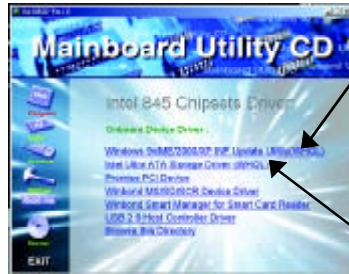 Mainboard Utility CD
Intel 845 Chipsets Driver
Onboard Device Driver :
Windows 9x/ME/2000/XP INF Update Utility(WHQL)
Intel Ultra ATA Storage Driver (WHQL)
Promise PCI Device
Winbond MS/SD/SCR Device Driver
Winbond Smart Manager for Smart Card Reader
USB 2.0 Host Controller Driver
Browse this Directory
EXIT